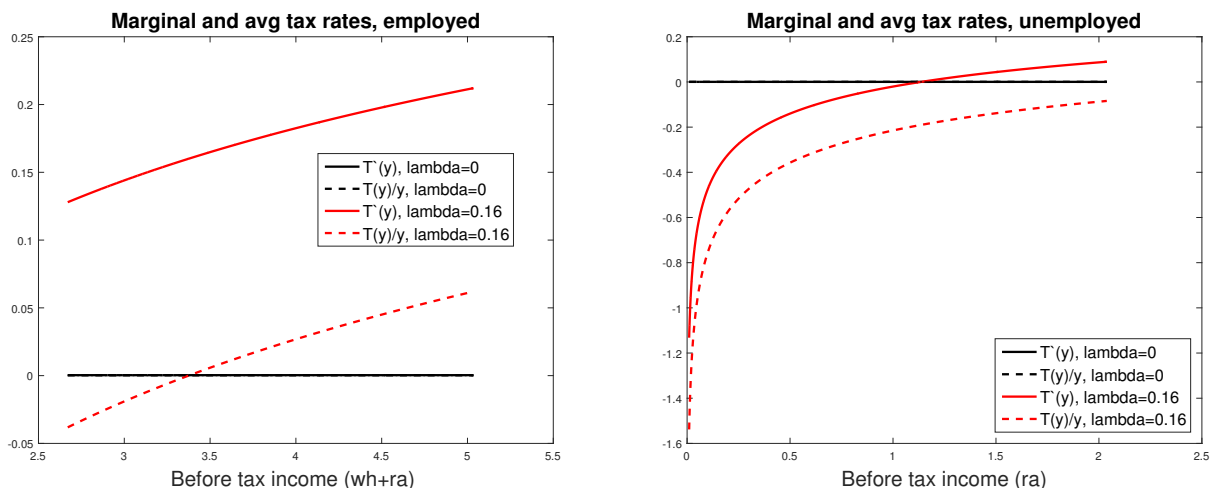 Marginal and avg tax rates, employed
0.25
0.2
0.15
0.1
0.05
0
-0.05
T`(y), lambda=0
T(y)/y, lambda=0
T`(y), lambda=0.16
T(y)/y, lambda=0.16
2.5 3 3.5 4 4.5 5 5.5
Before tax income (wh+ra)
Marginal and avg tax rates, unemployed
0.2
0
-0.2
-0.4
-0.6
-0.8
-1
-1.2
-1.4
-1.6
T`(y), lambda=0
T(y)/y, lambda=0
T`(y), lambda=0.16
T(y)/y, lambda=0.16
0 0.5 1 1.5 2 2.5
Before tax income (ra)